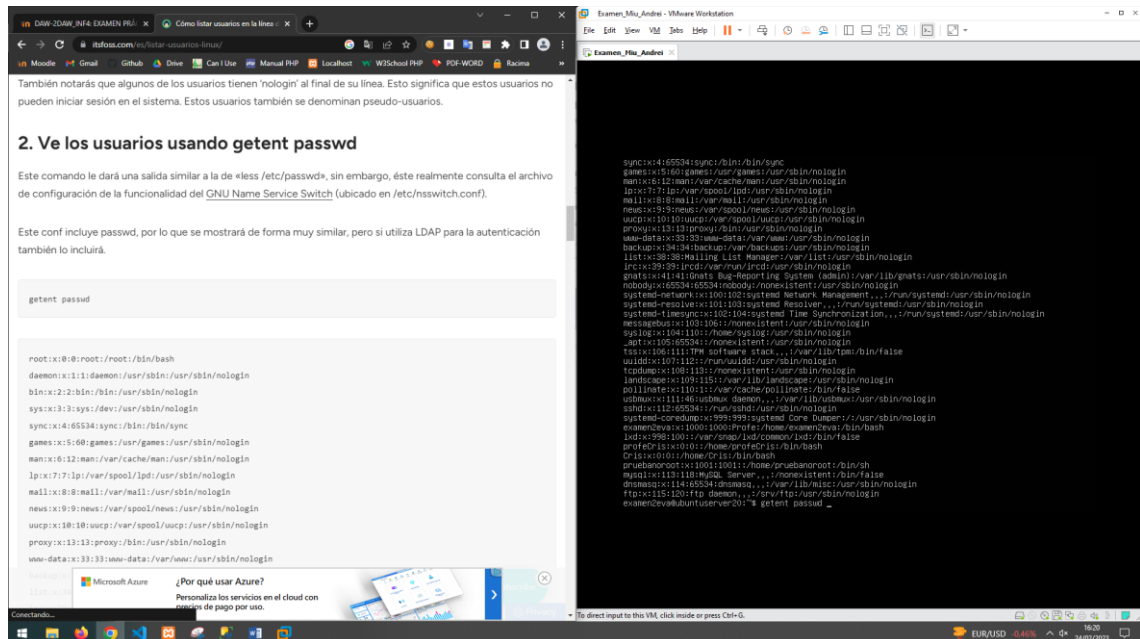 DAW-2DAW_INF4: EXAMEN PRÁ
Cómo listar usuarios en la línea
itsfoss.com/es/listar-usuarios-linux/
Moodle Gmail Github Drive Can I Use Manual PHP Localhost W3School PHP PDF-WORD Racima
También notarás que algunos de los usuarios tienen 'nologin' al final de su línea. Esto significa que estos usuarios no
pueden iniciar sesión en el sistema. Estos usuarios también se denominan pseudo-usuarios.
2. Ve los usuarios usando getent passwd
Este comando le dará una salida similar a la de «less /etc/passwd», sin embargo, éste realmente consulta el archivo
de configuración de la funcionalidad del GNU Name Service Switch (ubicado en /etc/nsswitch.conf).
Este conf incluye passwd, por lo que se mostrará de forma muy similar, pero si utiliza LDAP para la autenticación
también lo incluirá.
getent passwd
root:x:0:0:root:/root:/bin/bash
daemon:x:1:1:daemon:/usr/sbin:/usr/sbin/nologin
bin:x:2:2:bin:/bin:/usr/sbin/nologin
sys:x:3:3:sys:/dev:/usr/sbin/nologin
sync:x:4:65534:sync:/bin:/bin/sync
games:x:5:60:games:/usr/games:/usr/sbin/nologin
man:x:6:12:man:/var/cache/man:/usr/sbin/nologin
lp:x:7:7:lp:/var/spool/lpd:/usr/sbin/nologin
mail:x:8:8:mail:/var/mail:/usr/sbin/nologin
news:x:9:9:news:/var/spool/news:/usr/sbin/nologin
uucp:x:10:10:uucp:/var/spool/uucp:/usr/sbin/nologin
proxy:x:13:13:proxy:/bin:/usr/sbin/nologin
www-data:x:33:33:www-data:/var/www:/usr/sbin/nologin
Microsoft Azure
¿Por qué usar Azure?
Personaliza los servicios en el cloud con
precios de pago por uso.
Conectando...
Examen_Miu_Andrei - VMware Workstation
File Edit View VM Tabs Help
Examen_Miu_Andrei
sync:x:4:65534:sync:/bin:/bin/sync
games:x:5:60:games:/usr/games:/usr/sbin/nologin
man:x:6:12:man:/var/cache/man:/usr/sbin/nologin
lp:x:7:7:lp:/var/spool/lpd:/usr/sbin/nologin
mail:x:8:8:mail:/var/mail:/usr/sbin/nologin
news:x:9:9:news:/var/spool/news:/usr/sbin/nologin
uucp:x:10:10:uucp:/var/spool/uucp:/usr/sbin/nologin
proxy:x:13:13:proxy:/bin:/usr/sbin/nologin
www-data:x:33:33:www-data:/var/www:/usr/sbin/nologin
backup:x:34:34:backup:/var/backups:/usr/sbin/nologin
list:x:38:38:Mailing List Manager:/var/list:/usr/sbin/nologin
irc:x:39:39:ircd:/var/run/ircd:/usr/sbin/nologin
gnats:x:41:41:Gnats Bug-Reporting System (admin):/var/lib/gnats:/usr/sbin/nologin
nobody:x:65534:65534:nobody:/nonexistent:/usr/sbin/nologin
systemd-network:x:100:102:systemd Network Management,,,:/run/systemd:/usr/sbin/nologin
systemd-resolve:x:101:103:systemd Resolver,,,:/run/systemd:/usr/sbin/nologin
systemd-timesync:x:102:104:systemd Time Synchronization,,,:/run/systemd:/usr/sbin/nologin
messagebus:x:103:106::/nonexistent:/usr/sbin/nologin
syslog:x:104:110::/home/syslog:/usr/sbin/nologin
_apt:x:105:65534::/nonexistent:/usr/sbin/nologin
tss:x:106:111:TPM software stack,,,:/var/lib/tpm:/bin/false
uuidd:x:107:112::/run/uuidd:/usr/sbin/nologin
tcpdump:x:108:113::/nonexistent:/usr/sbin/nologin
landscape:x:109:115::/var/lib/landscape:/usr/sbin/nologin
pollinate:x:110:1::/var/cache/pollinate:/bin/false
usbmux:x:111:46:usbmux daemon,,,:/var/lib/usbmux:/usr/sbin/nologin
sshd:x:112:65534::/run/sshd:/usr/sbin/nologin
systemd-coredump:x:999:999:systemd Core Dumper:/:/usr/sbin/nologin
examen2eva:x:1000:1000:Profe:/home/examen2eva:/bin/bash
lxd:x:998:100::/var/snap/lxd/common/lxd:/bin/false
profeCris:x:0:0::/home/profeCris:/bin/bash
Cris:x:0:0::/home/Cris:/bin/bash
pruebanoroot:x:1001:1001::/home/pruebanoroot:/bin/sh
mysql:x:113:118:MySQL Server,,,:/nonexistent:/bin/false
dnsmasq:x:114:65534:dnsmasq,,,:/var/lib/misc:/usr/sbin/nologin
ftp:x:115:120:ftp daemon,,,:/srv/ftp:/usr/sbin/nologin
examen2eva@ubuntuserver20:~$ getent passwd _
To direct input to this VM, click inside or press Ctrl+G.
EUR/USD -0,46%
16:20
24/02/2023